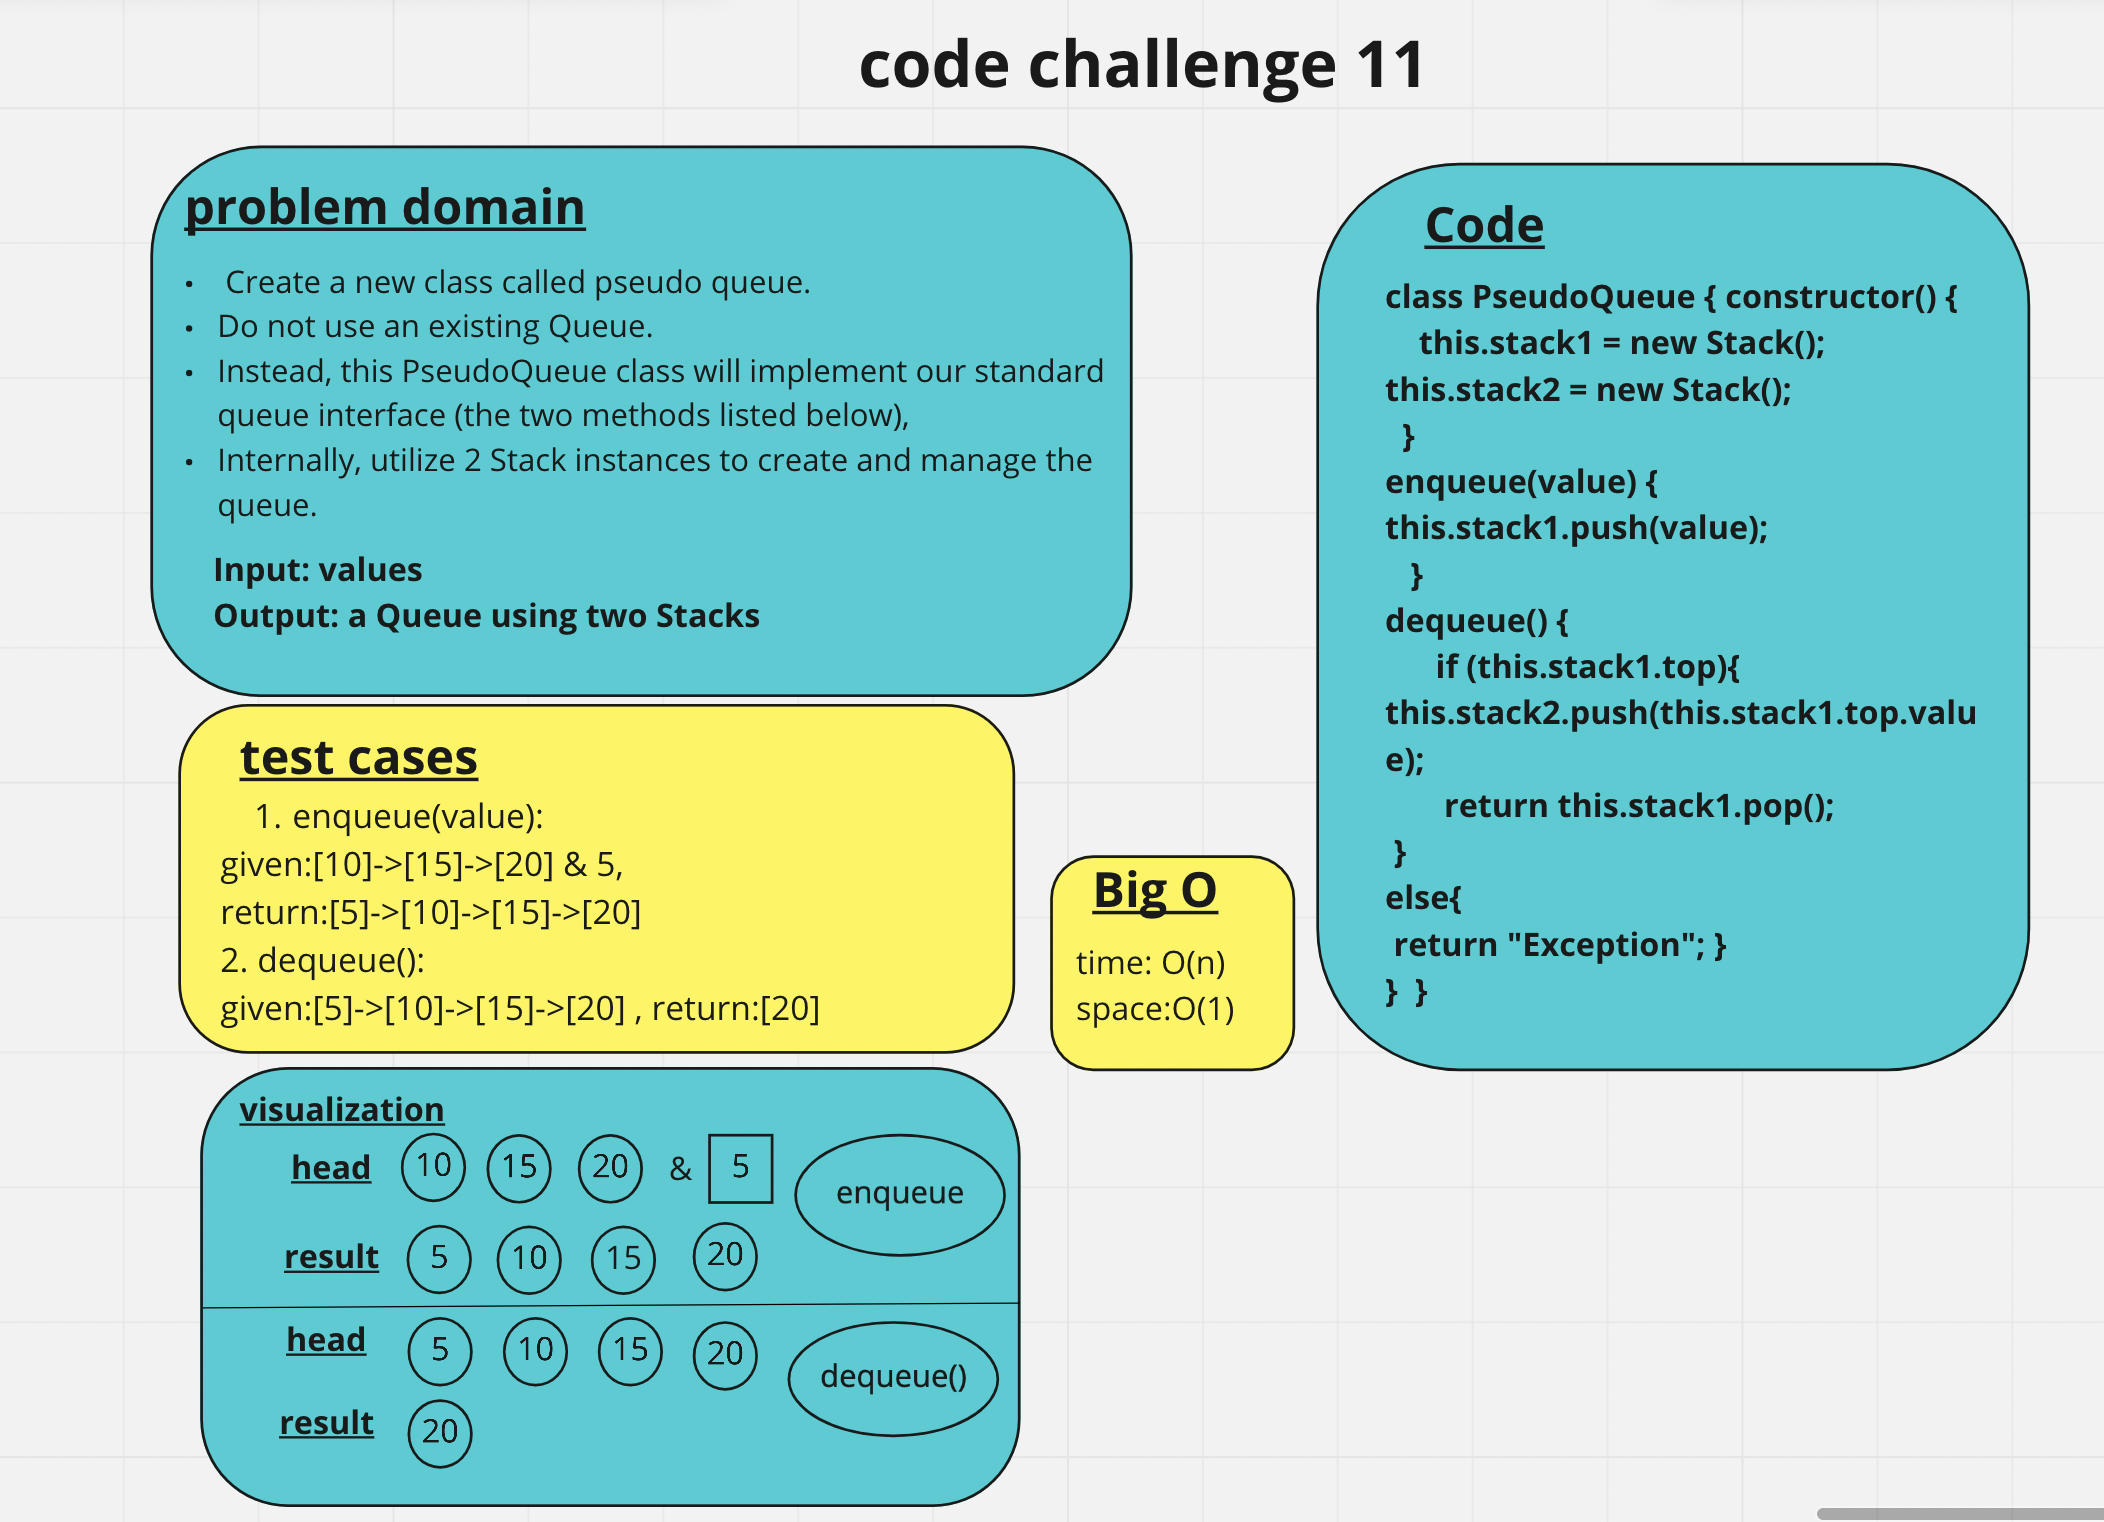 code challenge 11
problem domain
• Create a new class called pseudo queue.
• Do not use an existing Queue.
• Instead, this PseudoQueue class will implement our standard
queue interface (the two methods listed below),
• Internally, utilize 2 Stack instances to create and manage the
queue.
Input: values
Output: a Queue using two Stacks
test cases
1. enqueue(value):
given:[10]->[15]->[20] & 5,
return:[5]->[10]->[15]->[20]
2. dequeue():
given:[5]->[10]->[15]->[20] , return:[20]
Big O
time: O(n)
space:O(1)
visualization
head 10 15 20 & 5 enqueue
result 5 10 15 20
head 5 10 15 20 dequeue()
result 20
Code
class PseudoQueue { constructor() {
this.stack1 = new Stack();
this.stack2 = new Stack();
}
enqueue(value) {
this.stack1.push(value);
}
dequeue() {
if (this.stack1.top){
this.stack2.push(this.stack1.top.valu
e);
return this.stack1.pop();
}
else{
return "Exception"; }
} }